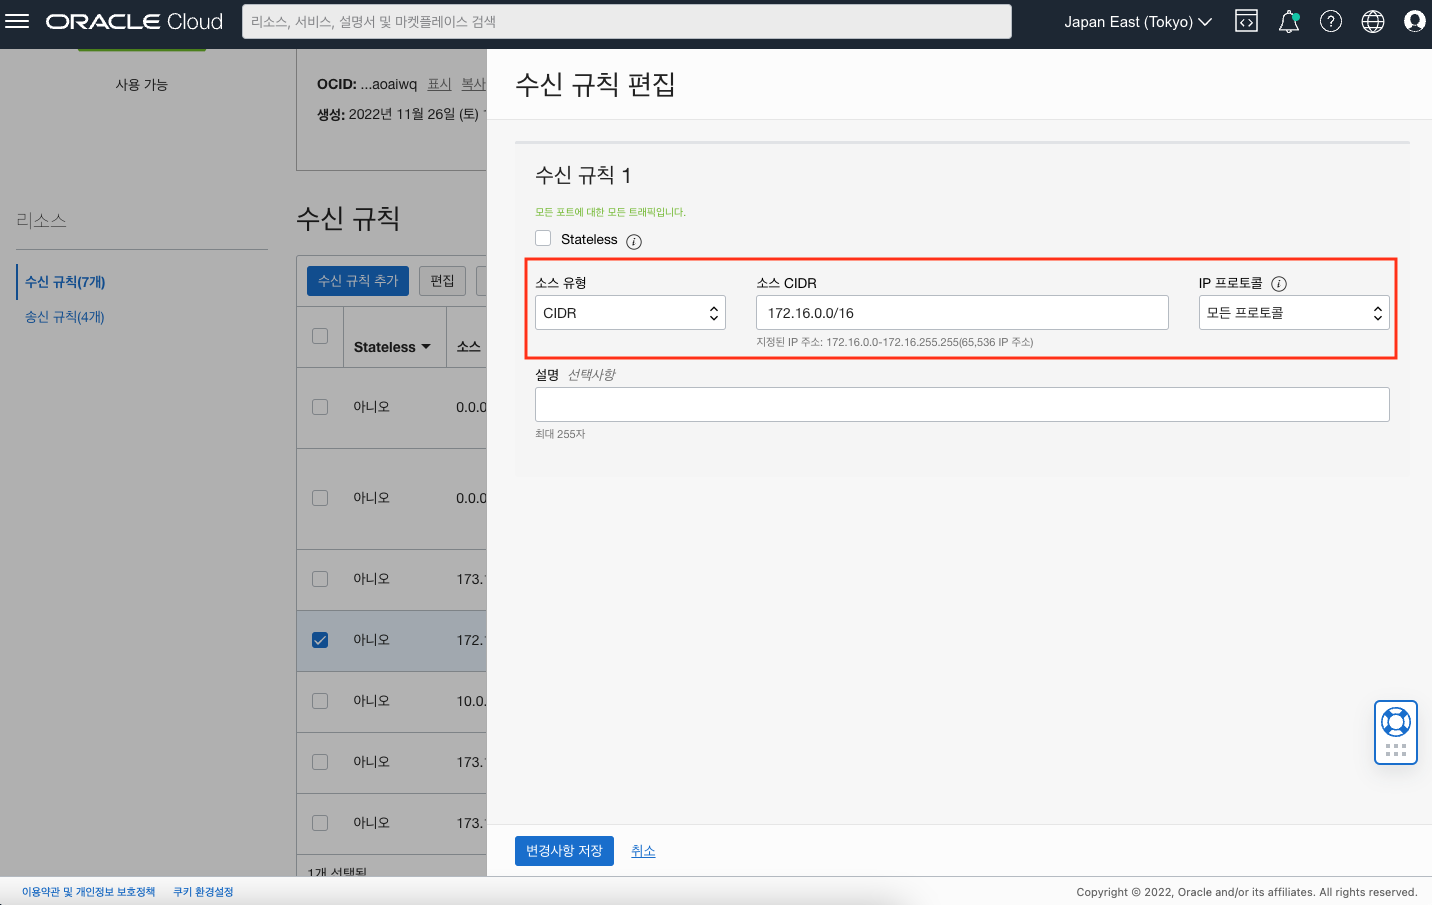 ORACLE Cloud
리소스, 서비스, 설명서 및 마켓플레이스 검색
Japan East (Tokyo)
사용 가능
OCID: ...aoaiwq 표시 복사
생성: 2022년 11월 26일 (토)
리소스
수신 규칙(7개)
송신 규칙(4개)
수신 규칙
수신 규칙 추가 편집
Stateless 소스
아니오 0.0.0
아니오 0.0.0
아니오 173.
아니오 172.
아니오 10.0.
아니오 173.
아니오 173.
1개 선택됨
수신 규칙 편집
수신 규칙 1
모든 포트에 대한 모든 트래픽입니다.
Stateless
소스 유형 소스 CIDR IP 프로토콜
CIDR 172.16.0.0/16 모든 프로토콜
지정된 IP 주소: 172.16.0.0-172.16.255.255(65,536 IP 주소)
설명 선택사항
최대 255자
변경사항 저장 취소
이용약관 및 개인정보 보호정책 쿠키 환경설정
Copyright © 2022, Oracle and/or its affiliates. All rights reserved.